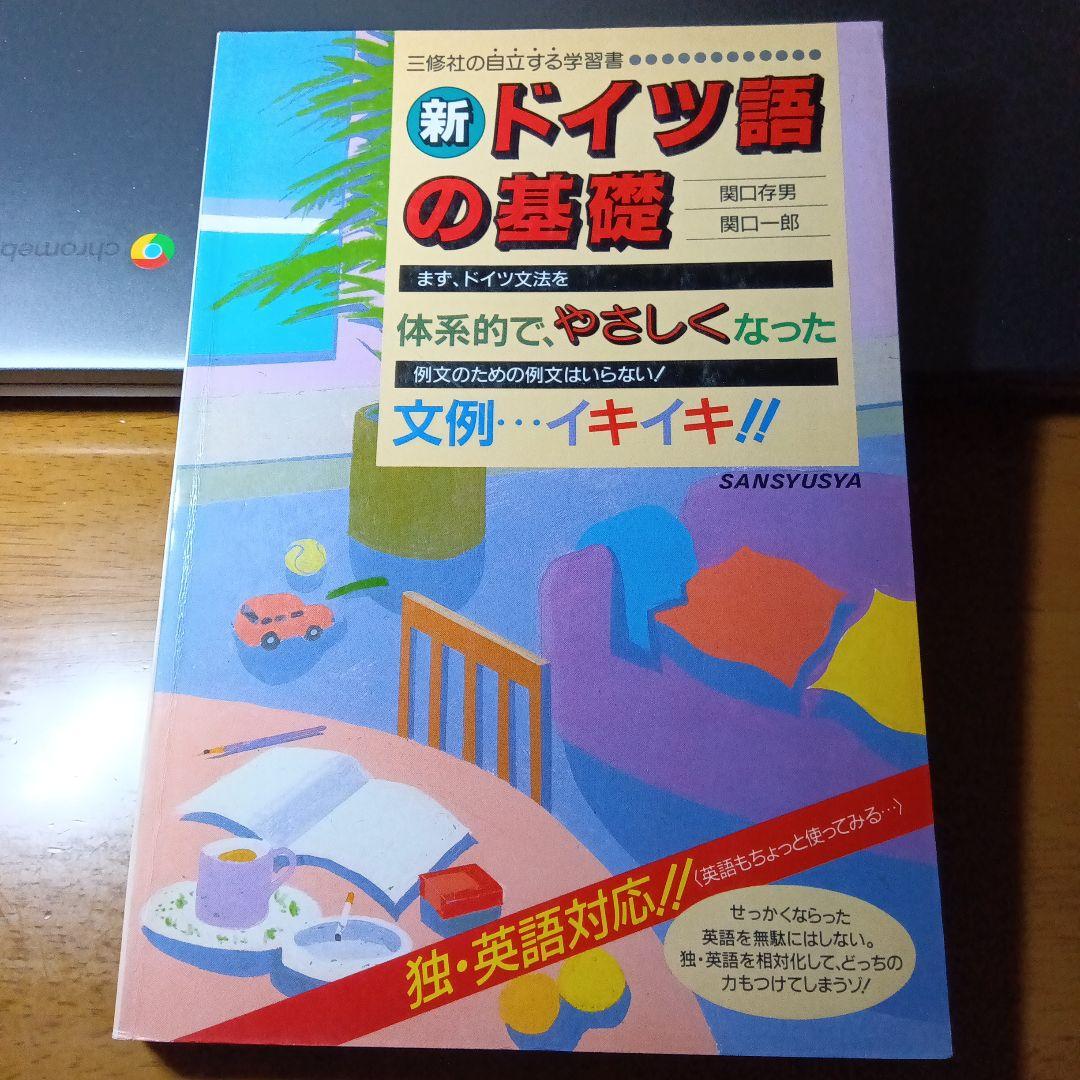 三修社の自立する学習書
新ドイツ語
の基礎
関口存男
関口一郎
まず、ドイツ文法を
体系的で、やさしくなった
例文のための例文はいらない!
文例…イキイキ!!
SANSYUSYA
独・英語対応!!〈英語もちょっと使ってみる…〉
せっかくならった
英語を無駄にはしない。
独・英語を相対化して、どっちの
力もつけてしまうゾ!